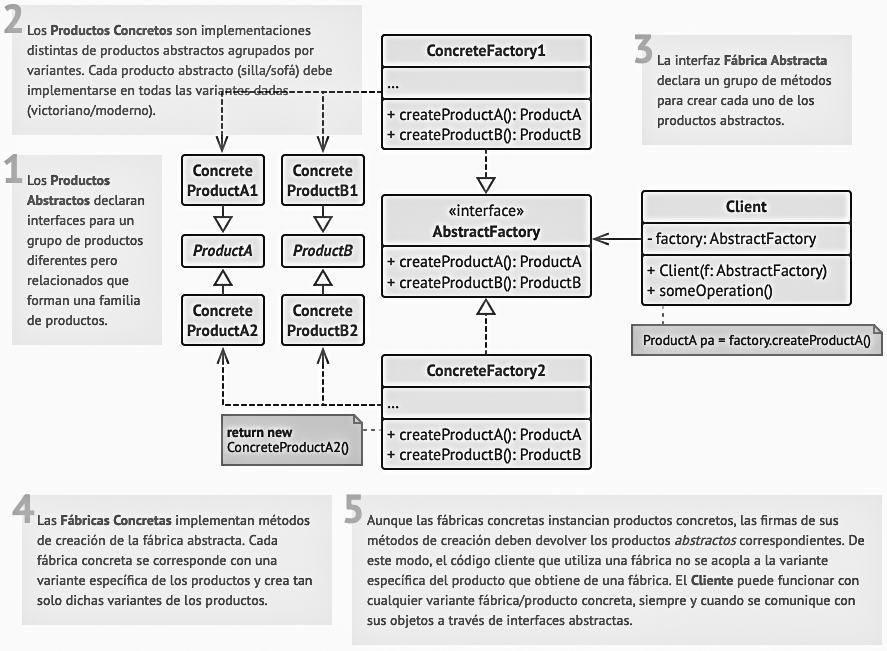 2
Los Productos Concretos son implementaciones
distintas de productos abstractos agrupados por
variantes. Cada producto abstracto (silla/sofá) debe
implementarse en todas las variantes dadas
(victoriano/moderno).
ConcreteFactory1
...
+ createProductA(): ProductA
+ createProductB(): ProductB
3
La interfaz Fábrica Abstracta
declara un grupo de métodos
para crear cada uno de los
productos abstractos.
1
Los Productos
Abstractos declaran
interfaces para un
grupo de productos
diferentes pero
relacionados que
forman una familia
de productos.
Concrete
ProductA1
Concrete
ProductB1
ProductA
ProductB
Concrete
ProductA2
Concrete
ProductB2
«interface»
AbstractFactory
+ createProductA(): ProductA
+ createProductB(): ProductB
Client
- factory: AbstractFactory
+ Client(f: AbstractFactory)
+ someOperation()
ProductA pa = factory.createProductA()
ConcreteFactory2
...
+ createProductA(): ProductA
+ createProductB(): ProductB
return new
ConcreteProductA2()
4
Las Fábricas Concretas implementan métodos
de creación de la fábrica abstracta. Cada
fábrica concreta se corresponde con una
variante específica de los productos y crea tan
solo dichas variantes de los productos.
5
Aunque las fábricas concretas instancian productos concretos, las firmas de sus
métodos de creación deben devolver los productos abstractos correspondientes. De
este modo, el código cliente que utiliza una fábrica no se acopla a la variante
específica del producto que obtiene de una fábrica. El Cliente puede funcionar con
cualquier variante fábrica/producto concreta, siempre y cuando se comunique con
sus objetos a través de interfaces abstractas.